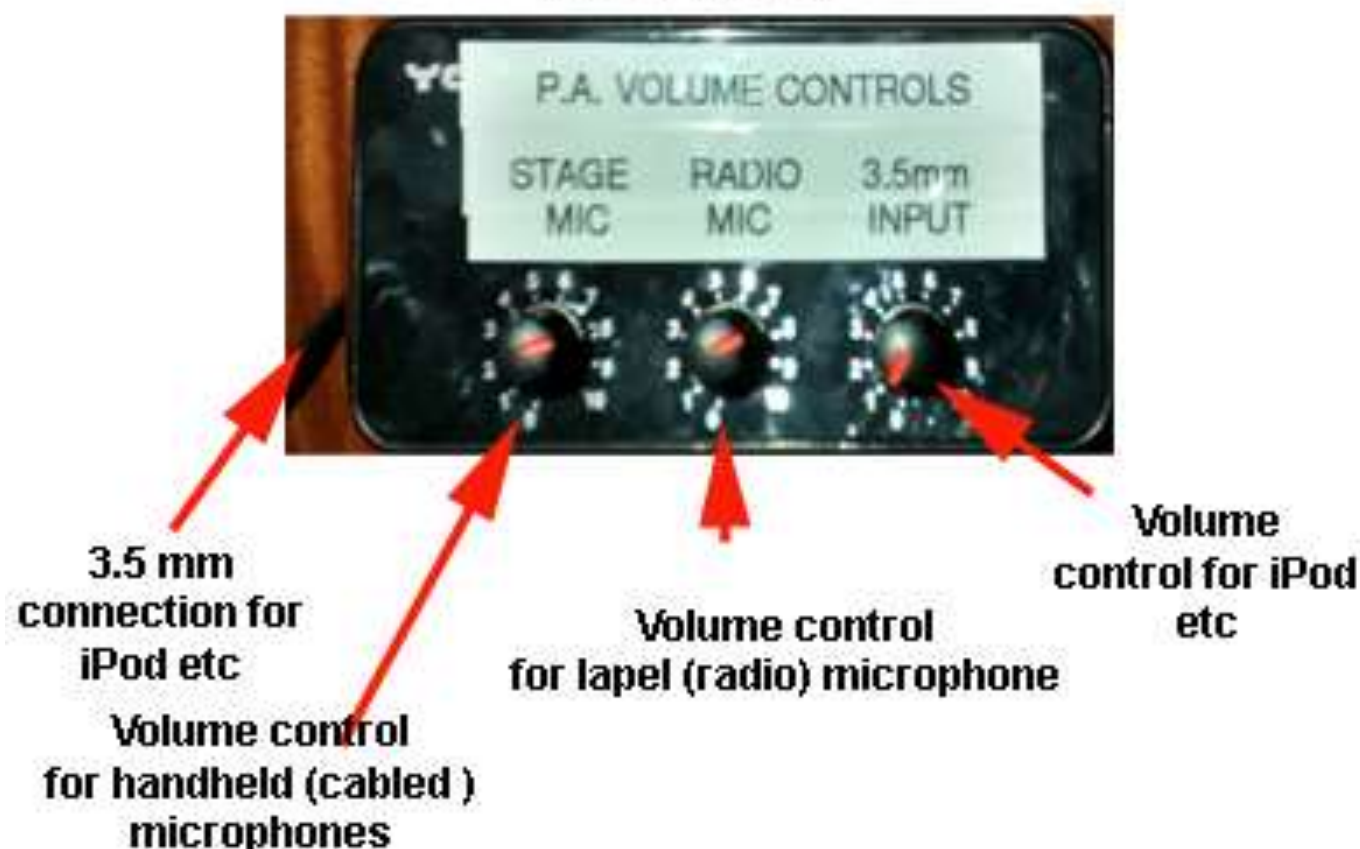 P.A. VOLUME CONTROLS
STAGE RADIO 3.5mm
MIC MIC INPUT
3.5 mm
connection for
iPod etc
Volume control
for handheld (cabled )
microphones
Volume control
for lapel (radio) microphone
Volume
control for iPod
etc